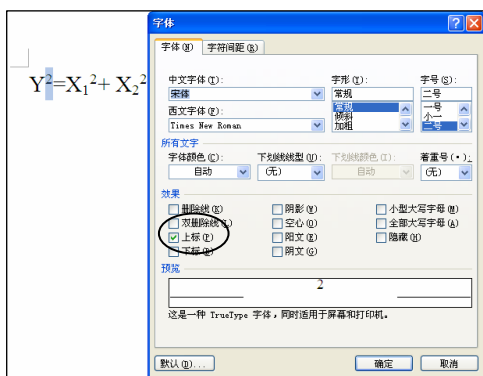 字体
字体(N) 字符间距(R)
Y²=X₁²+ X₂²
中文字体(T): 字形(Y): 字号(S):
宋体 常规 二号
西文字体(F): 常规 一号
Times New Roman 倾斜 小一
加粗 二号
所有文字
字体颜色(C): 下划线线型(U): 下划线颜色(I): 着重号(·):
自动 (无) 自动 (无)
效果
删除线(K) 阴影(W) 小型大写字母(M)
双删除线(L) 空心(O) 全部大写字母(A)
上标(P) 阳文(E) 隐藏(H)
下标(B) 阴文(G)
预览
2
这是一种 TrueType 字体，同时适用于屏幕和打印机。
默认(D)... 确定 取消